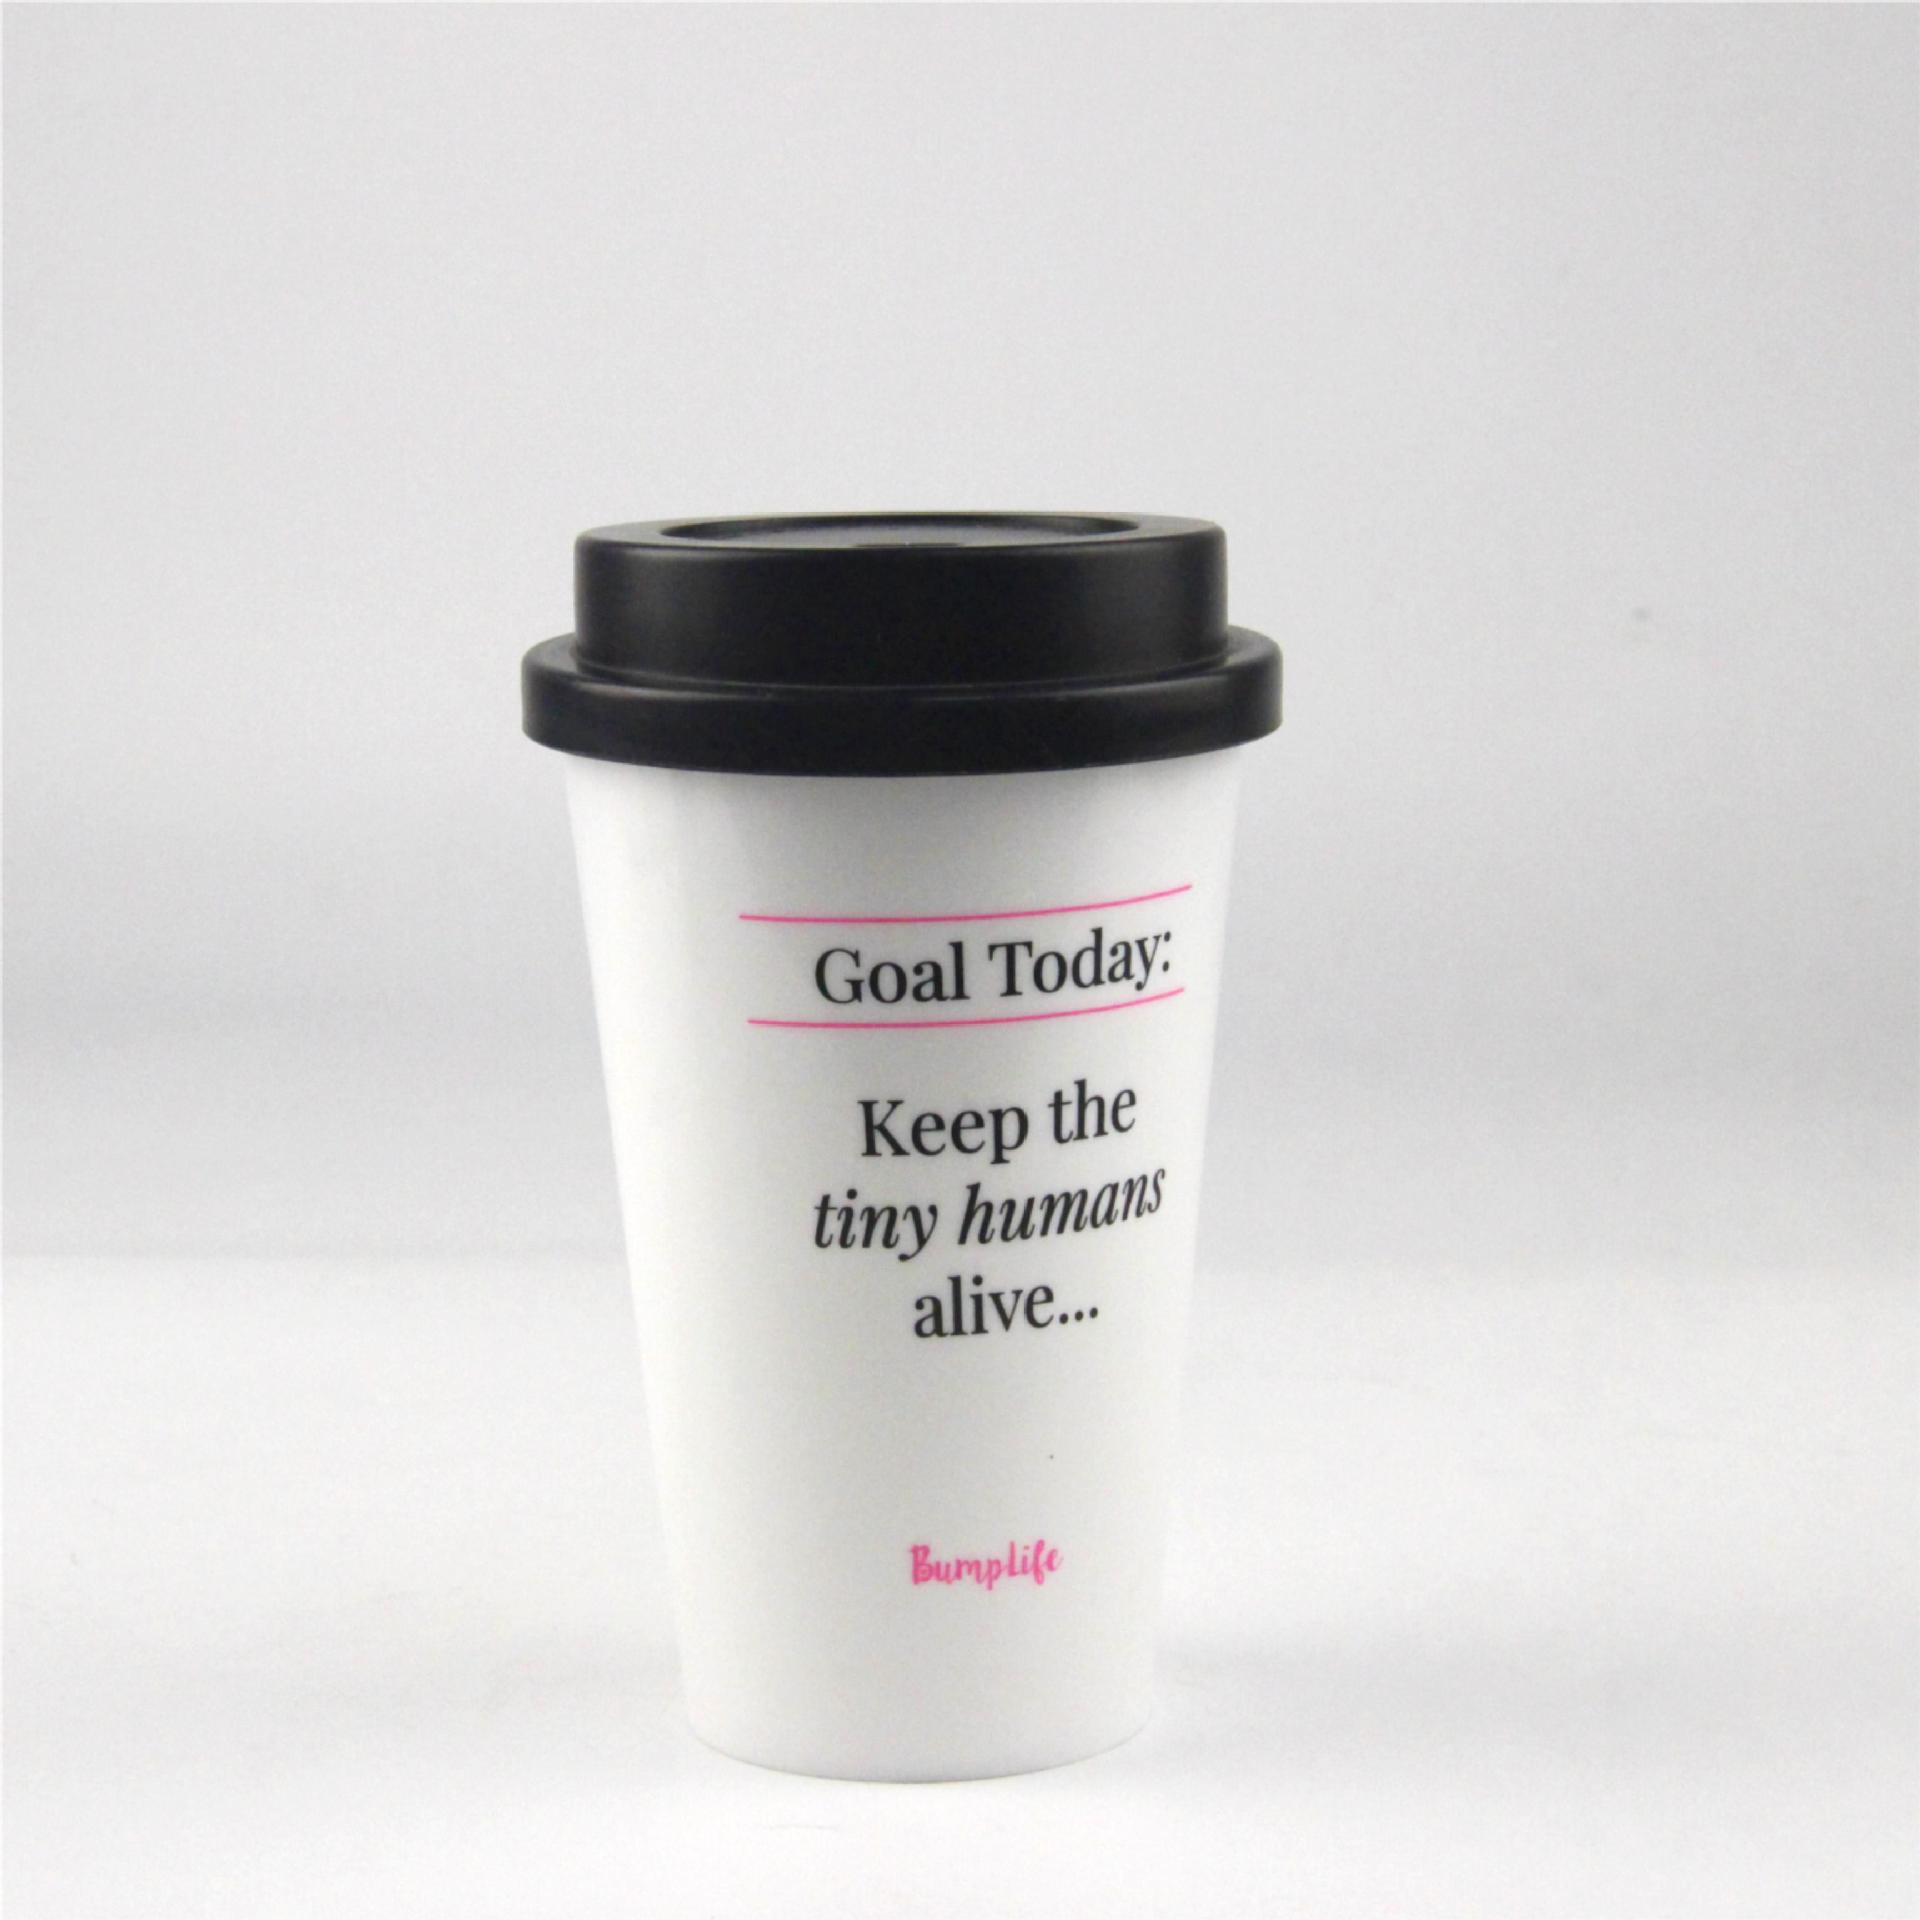 Goal Today:
Keep the
tiny humans
alive...
BumpLife